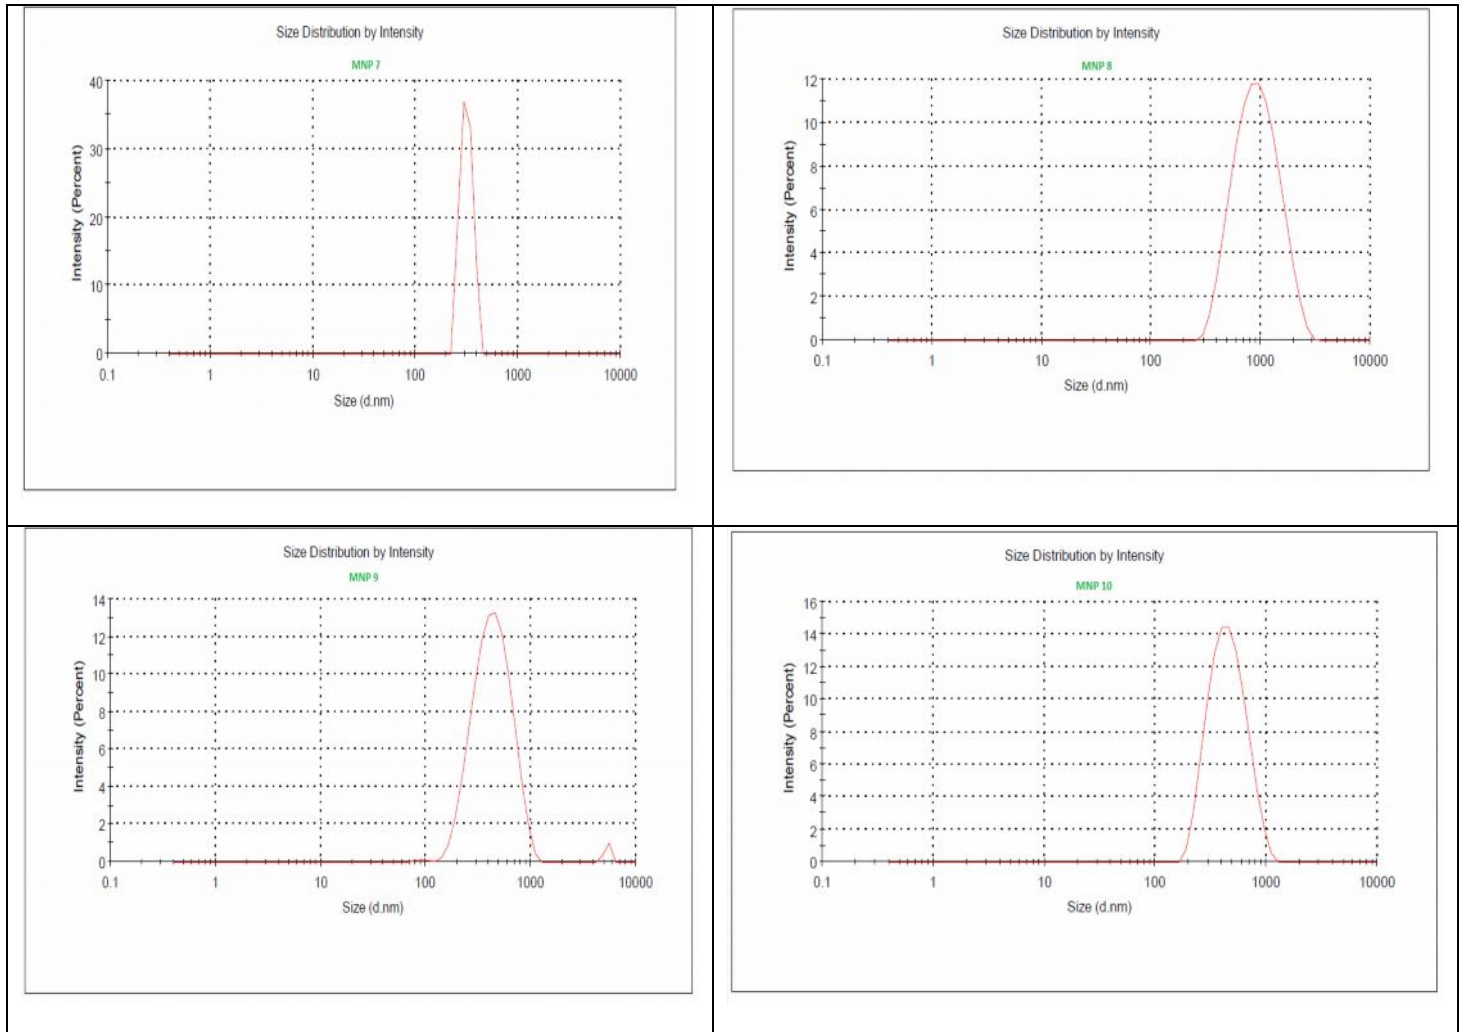 Size Distribution by Intensity
MNP 7
40
30
20
10
0
Intensity (Percent)
0.1 1 10 100 1000 10000
Size (d.nm)
Size Distribution by Intensity
MNP 8
12
10
8
6
4
2
0
Intensity (Percent)
0.1 1 10 100 1000 10000
Size (d.nm)
Size Distribution by Intensity
MNP 9
14
12
10
8
6
4
2
0
Intensity (Percent)
0.1 1 10 100 1000 10000
Size (d.nm)
Size Distribution by Intensity
MNP 10
16
14
12
10
8
6
4
2
0
Intensity (Percent)
0.1 1 10 100 1000 10000
Size (d.nm)